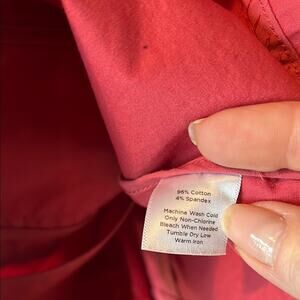 96% Cotton
4% Spandex
Machine Wash Cold
Only Non-Chlorine
Bleach When Needed
Tumble Dry Low
Warm Iron